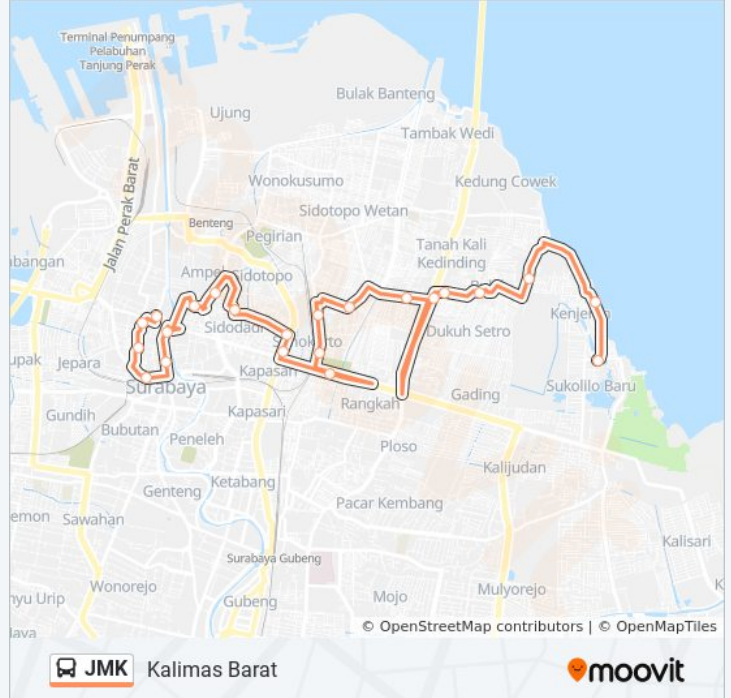 Terminal Penumpang
Pelabuhan
Tanjung Perak
Bulak Banteng
Ujung
Tambak Wedi
Jalan Perak Barat
Wonokusumo
Kedung Cowek
Sidotopo Wetan
Benteng
Pegirian
Tanah Kali
Kedinding
abangan
Ampel
Sidotopo
Kenjeran
Sidodadi
Simokerto
Dukuh Setro
upak
Jepara
Kapasan
Surabaya
Sukolilo Baru
Gading
Gundih
Kapasari
Rangkah
Bubutan
Peneleh
Ploso
Kalijudan
Ketabang
Genteng
Pacar Kembang
emon
Sawahan
Kalisari
Surabaya Gubeng
Wonorejo
nyu Urip
Gubeng
Mojo
Mulyorejo
K
Jawa
© OpenStreetMap contributors | © OpenMapTiles
JMK
Kalimas Barat
moovit